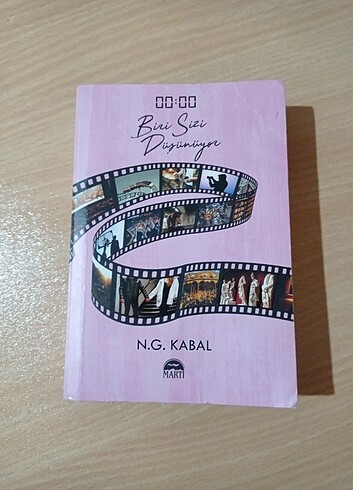 00:00
Biri Sizi
Düşünüyor
N.G. KABAL
MARTI